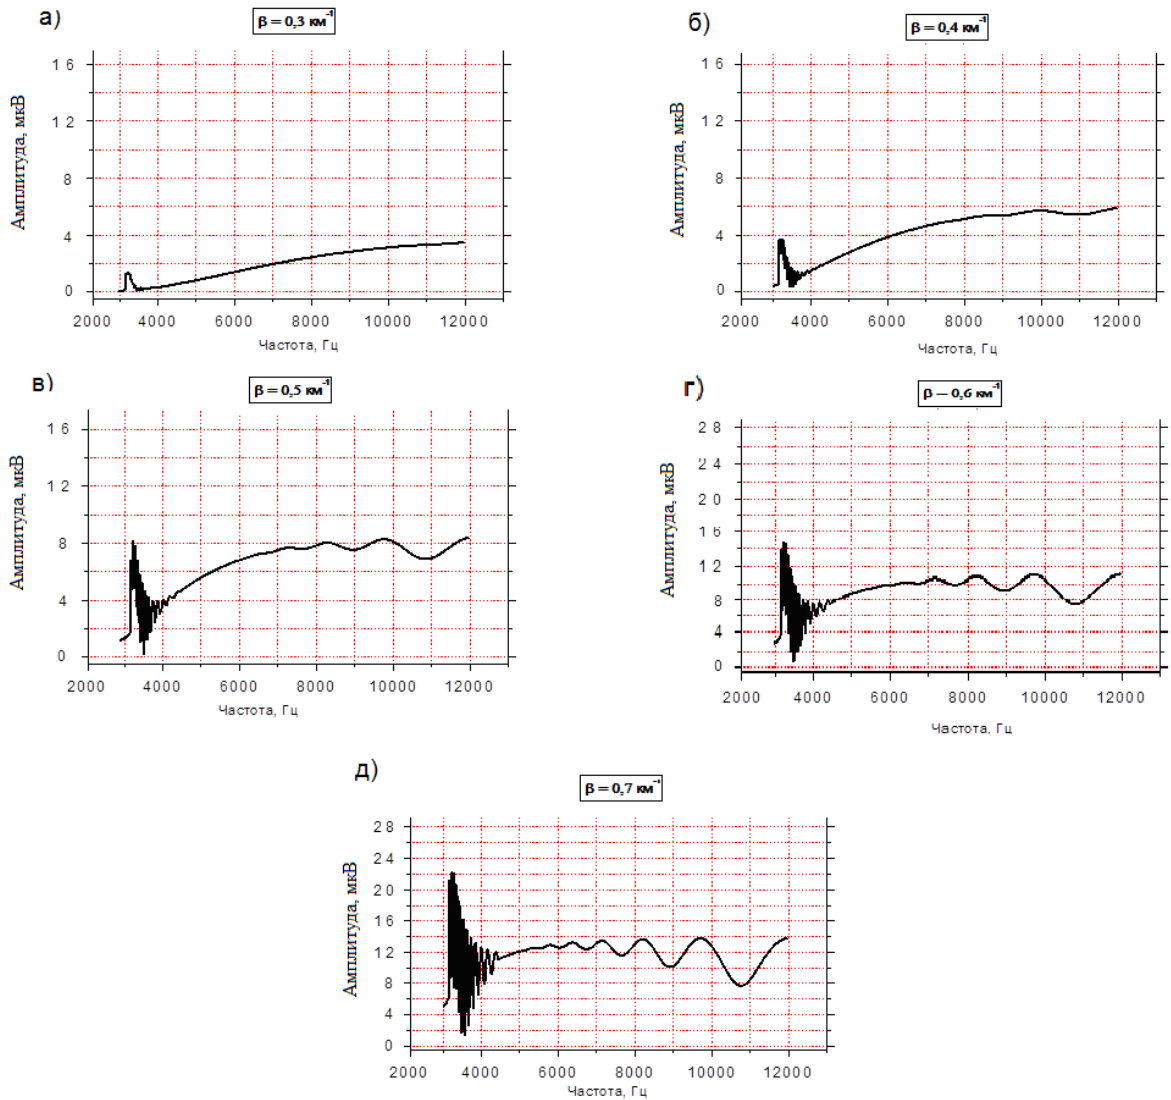 а)
β = 0,3 км⁻¹
Амплитуда, мкВ
16
12
8
4
0
2000 4000 6000 8000 10000 12000
Частота, Гц
б)
β = 0,4 км⁻¹
Амплитуда, мкВ
16
12
8
4
0
2000 4000 6000 8000 10000 12000
Частота, Гц
в)
β = 0,5 км⁻¹
Амплитуда, мкВ
16
12
8
4
0
2000 4000 6000 8000 10000 12000
Частота, Гц
г)
β = 0,6 км⁻¹
Амплитуда, мкВ
28
24
20
16
12
8
4
0
2000 4000 6000 8000 10000 12000
Частота, Гц
д)
β = 0,7 км⁻¹
Амплитуда, мкВ
28
24
20
16
12
8
4
0
2000 4000 6000 8000 10000 12000
Частота, Гц